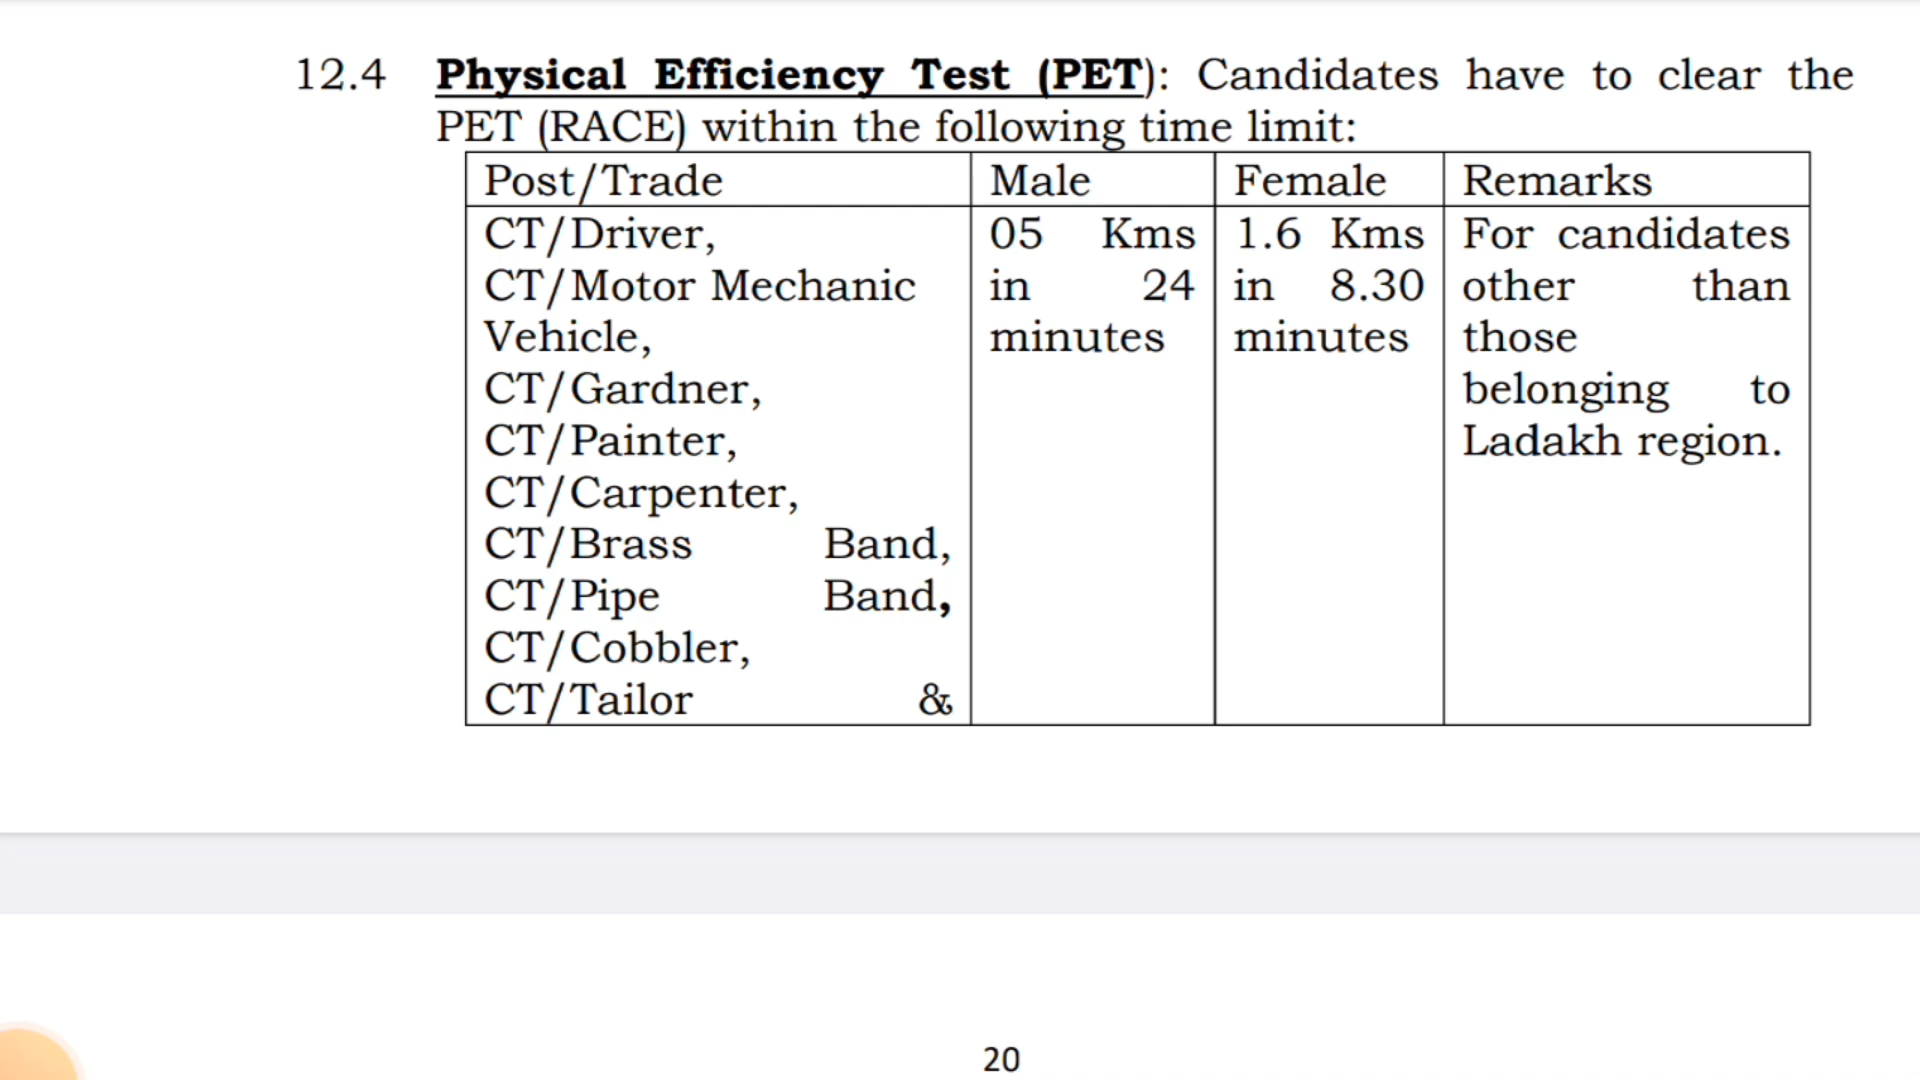 12.4 Physical Efficiency Test (PET): Candidates have to clear the
PET (RACE) within the following time limit:
Post/Trade Male Female Remarks
CT/Driver, 05 Kms 1.6 Kms For candidates
CT/Motor Mechanic in 24 in 8.30 other than
Vehicle, minutes minutes those
CT/Gardner, belonging to
CT/Painter, Ladakh region.
CT/Carpenter,
CT/Brass Band,
CT/Pipe Band,
CT/Cobbler,
CT/Tailor &
20